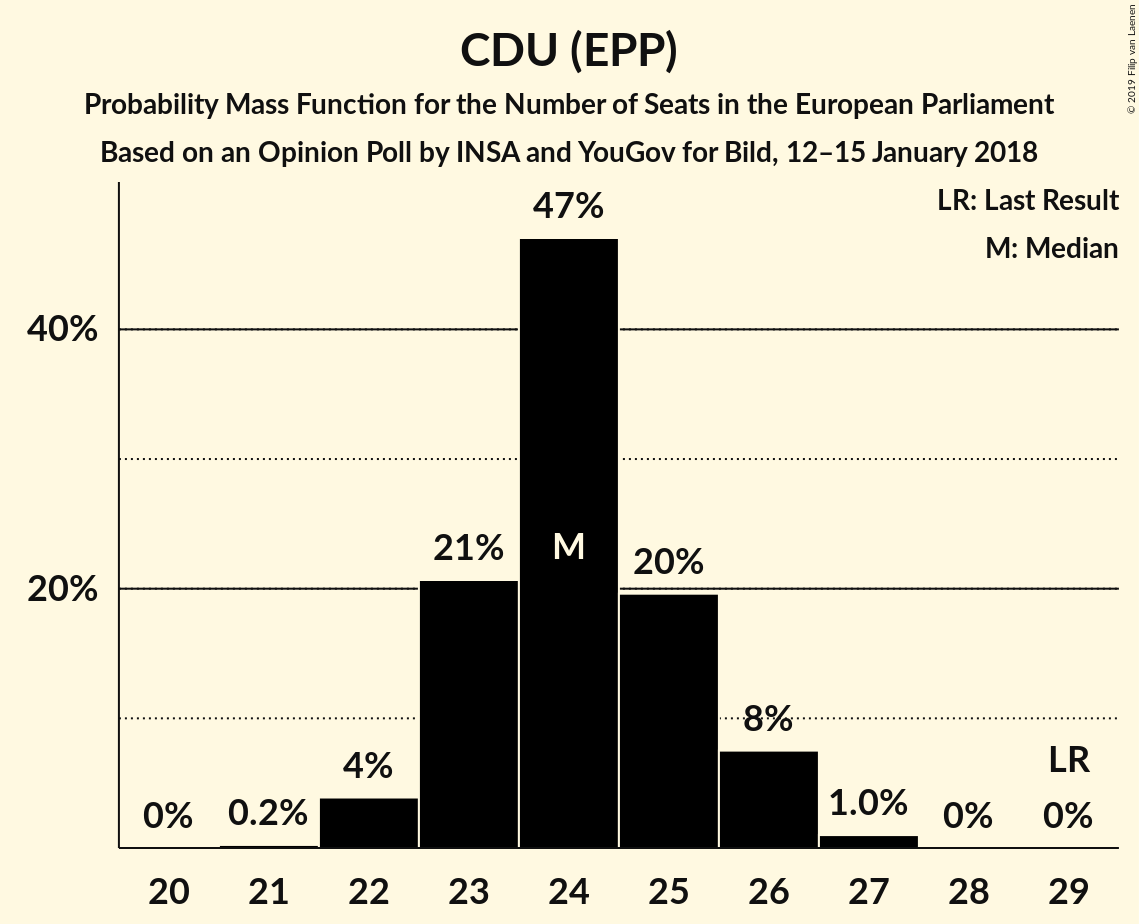 CDU (EPP)
Probability Mass Function for the Number of Seats in the European Parliament
Based on an Opinion Poll by INSA and YouGov for Bild, 12–15 January 2018
© 2019 Filip van Laenen
LR: Last Result
M: Median
40%
20%
0%
0.2%
4%
21%
47%
M
20%
8%
1.0%
0%
LR
0%
20 21 22 23 24 25 26 27 28 29